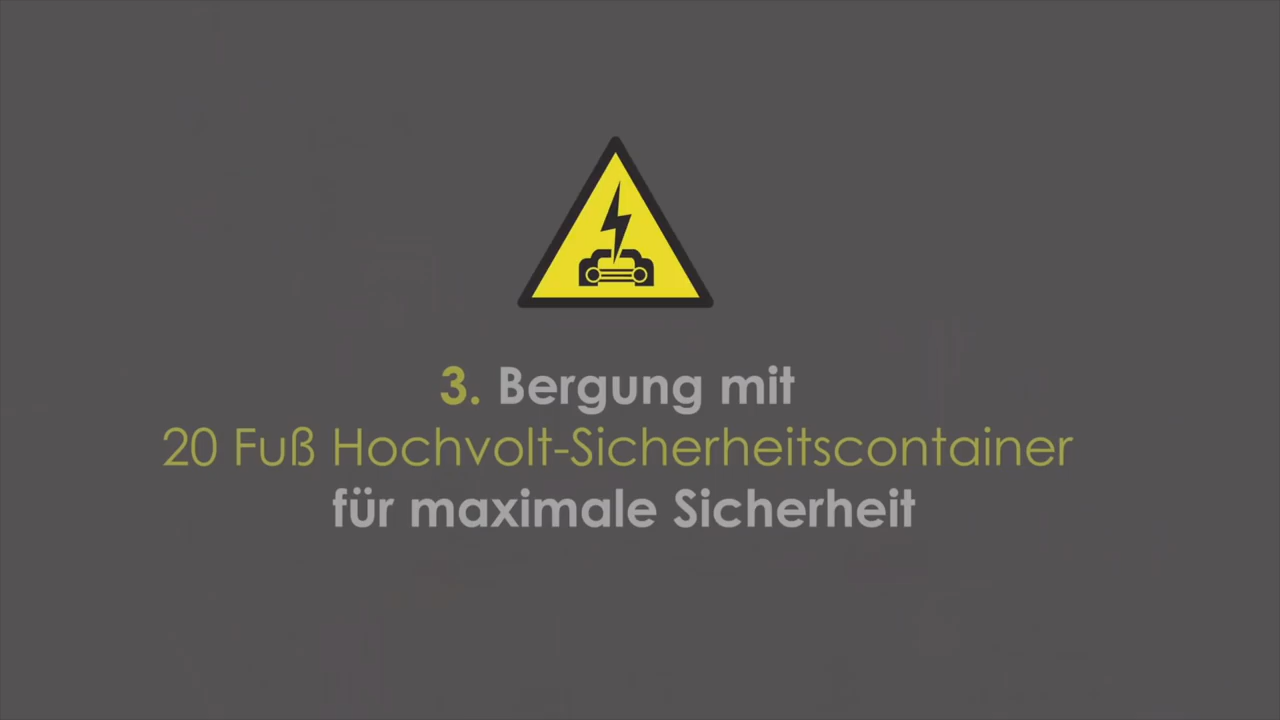 3. Bergung mit
20 Fuß Hochvolt-Sicherheitscontainer
für maximale Sicherheit